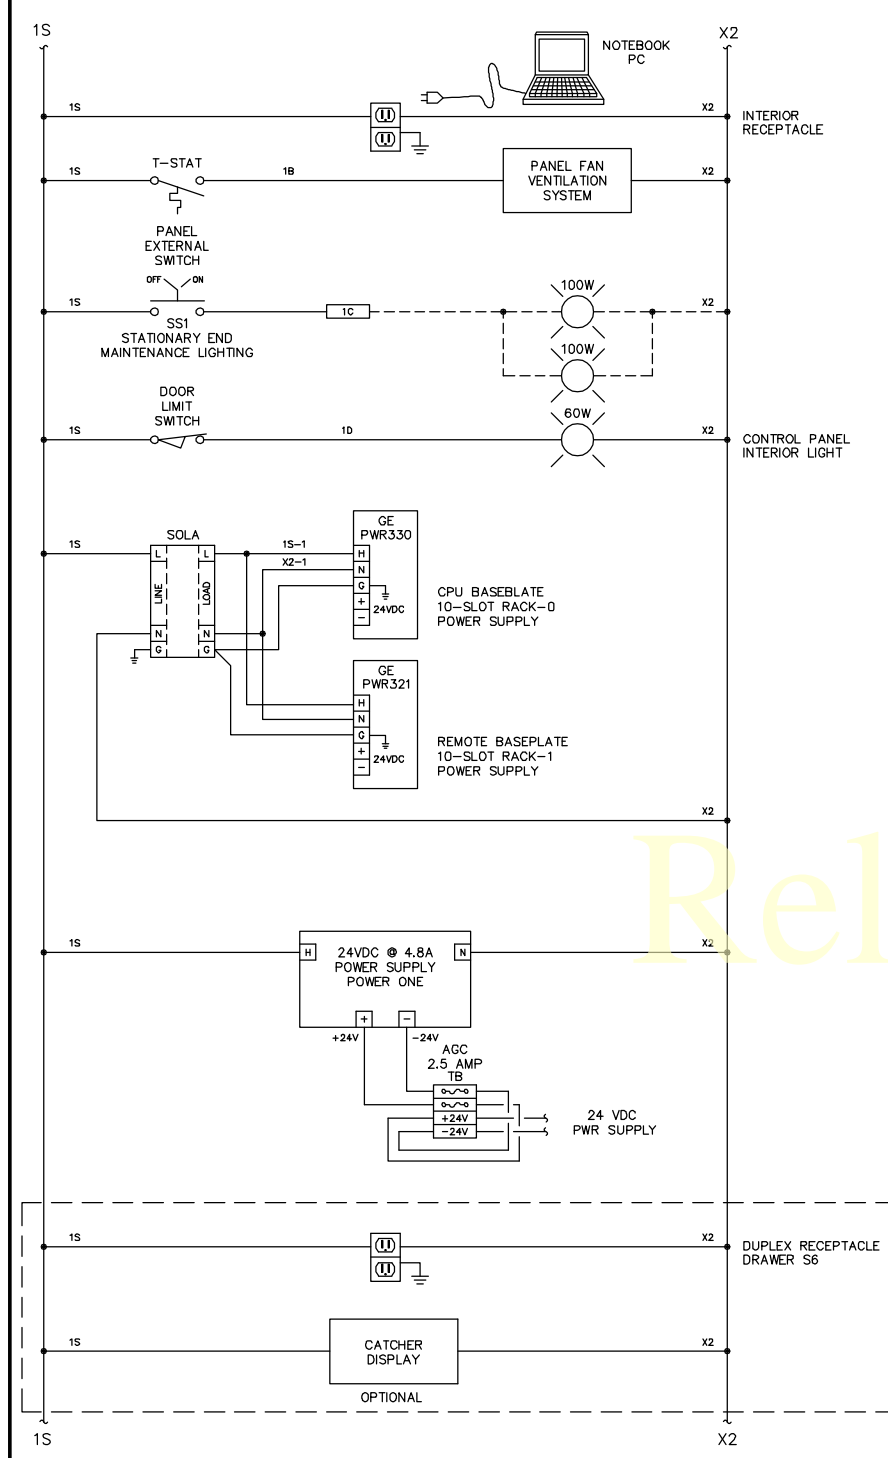 1S
X2
NOTEBOOK
PC
1S
X2
INTERIOR
RECEPTACLE
T-STAT
1S
1B
PANEL FAN
VENTILATION
SYSTEM
X2
PANEL
EXTERNAL
SWITCH
OFF
ON
1S
SS1
STATIONARY END
MAINTENANCE LIGHTING
1C
100W
X2
100W
DOOR
LIMIT
SWITCH
1S
1D
60W
X2
CONTROL PANEL
INTERIOR LIGHT
SOLA
GE
PWR330
1S
L
L
1S-1
H
X2-1
N
G
+
24VDC
-
LINE
LOAD
CPU BASEBLATE
10-SLOT RACK-0
POWER SUPPLY
N
N
G
G
GE
PWR321
H
N
G
+
24VDC
-
REMOTE BASEPLATE
10-SLOT RACK-1
POWER SUPPLY
X2
Rel
1S
H
24VDC @ 4.8A
POWER SUPPLY
POWER ONE
N
X2
+
-
+24V
-24V
AGC
2.5 AMP
TB
+24V
-24V
24 VDC
PWR SUPPLY
1S
X2
DUPLEX RECEPTACLE
DRAWER S6
1S
CATCHER
DISPLAY
X2
OPTIONAL
1S
X2